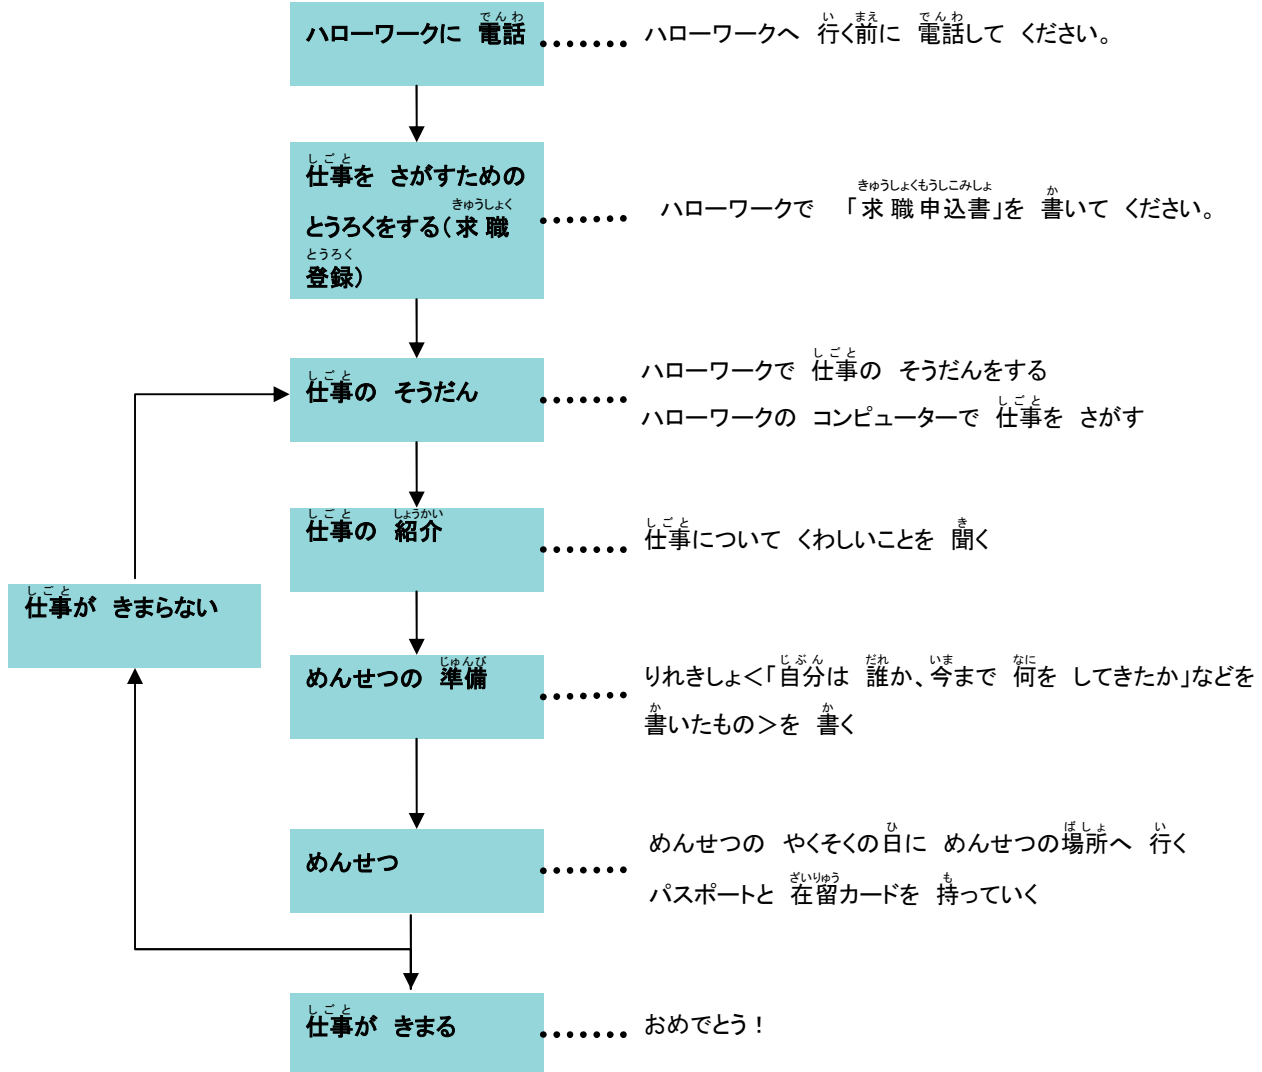 ハローワークに 電話
ハローワークへ 行く前に 電話して ください。
仕事を さがすための
とうろくをする(求職
登録)
ハローワークで 「求職申込書」を 書いて ください。
仕事の そうだん
ハローワークで 仕事の そうだんをする
ハローワークの コンピューターで 仕事を さがす
仕事の 紹介
仕事について くわしいことを 聞く
仕事が きまらない
めんせつの 準備
りれきしょ<「自分は 誰か、今まで 何を してきたか」などを
書いたもの>を 書く
めんせつ
めんせつの やくそくの日に めんせつの場所へ 行く
パスポートと 在留カードを 持っていく
仕事が きまる
おめでとう!